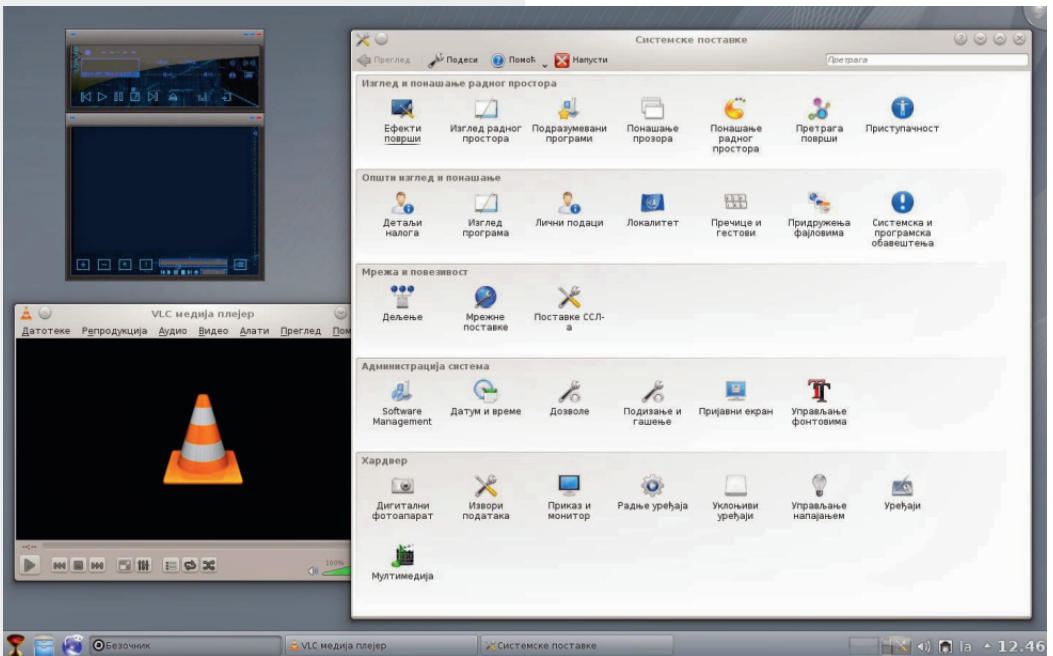 Системске поставке
Преглед Подеси Помоћ Напусти Претрага
Изглед и понашање радног простора
Ефекти површи
Изглед радног простора
Подразумевани програми
Понашање прозора
Понашање радног простора
Претрага површи
Приступачност
Општи изглед и понашање
Детаљи налога
Изглед програма
Лични подаци
Локалитет
Пречице и гестови
Придружења фајловима
Системска и програмска обавештења
Мрежа и повезивост
Дељење
Мрежне поставке
Поставке ССЛ-а
Администрација система
Software Management
Датум и време
Дозволе
Подизање и гашење
Пријавни екран
Управљање фонтовима
Хардвер
Дигитални фотоапарат
Извори података
Приказ и монитор
Радње уређаја
Уклоњиви уређаји
Управљање напајањем
Уређаји
Мултимедија
VLC медија плејер
Датотеке Репродукција Аудио Видео Алати Преглед Пом
100%
Безочник VLC медија плејер Системске поставке la 12.46